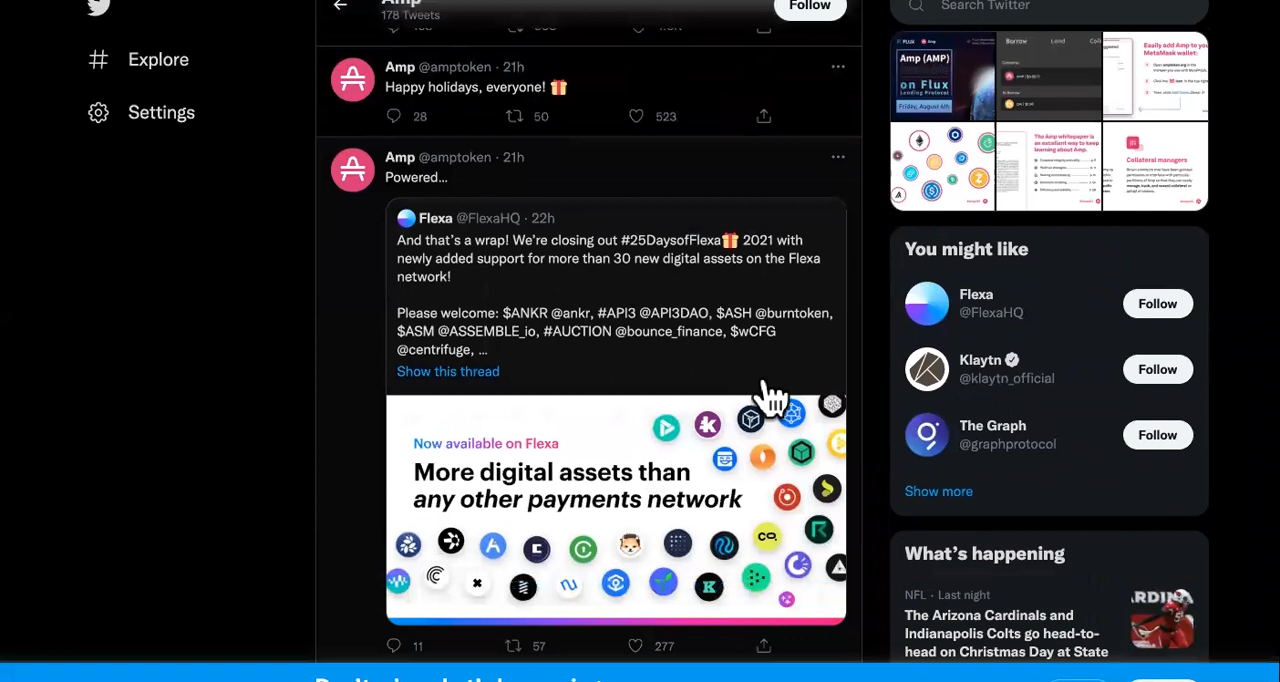 Amp
178 Tweets
Follow
Search Twitter
Explore
Settings
Amp @amptoken · 21h
Happy holidays, everyone! 🎁
28 50 523
Amp @amptoken · 21h
Powered...
Flexa @FlexaHQ · 22h
And that's a wrap! We're closing out #25DaysofFlexa🎁 2021 with
newly added support for more than 30 new digital assets on the Flexa
network!
Please welcome: $ANKR @ankr, #API3 @API3DAO, $ASH @burntoken,
$ASM @ASSEMBLE_io, #AUCTION @bounce_finance, $wCFG
@centrifuge, ...
Show this thread
Now available on Flexa
More digital assets than
any other payments network
co.
11 57 277
FLUX Amp
Amp (AMP)
on Flux
Lending Protocol
Friday, August 6th
Borrow Lend
Easily add Amp to your
MetaMask wallet:
The Amp whitepaper is
an excellent way to keep
learning about Amp.
Collateral managers
You might like
Flexa
@FlexaHQ
Follow
Klaytn
@klaytn_official
Follow
The Graph
@graphprotocol
Follow
Show more
What's happening
NFL · Last night
The Arizona Cardinals and
Indianapolis Colts go head-to-
head on Christmas Day at State